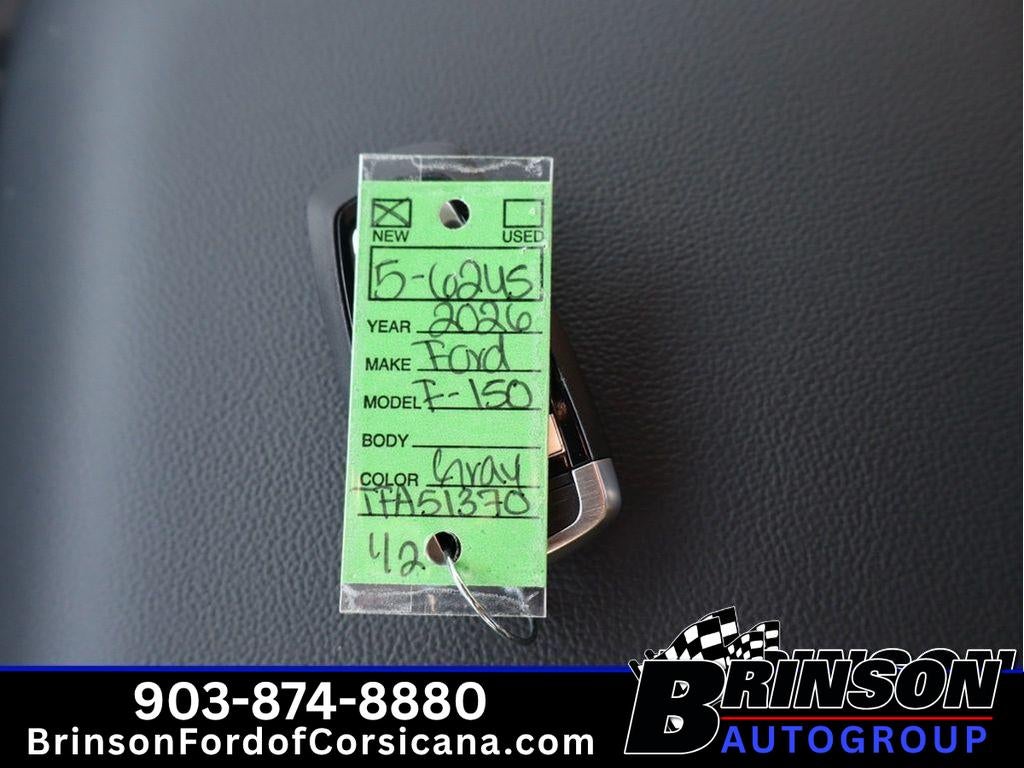 NEW USED
5-6245
YEAR 2026
MAKE Ford
MODEL F-150
BODY
COLOR Gray
TFA51370
42
903-874-8880
BrinsonFordofCorsicana.com
BRINSON
AUTOGROUP